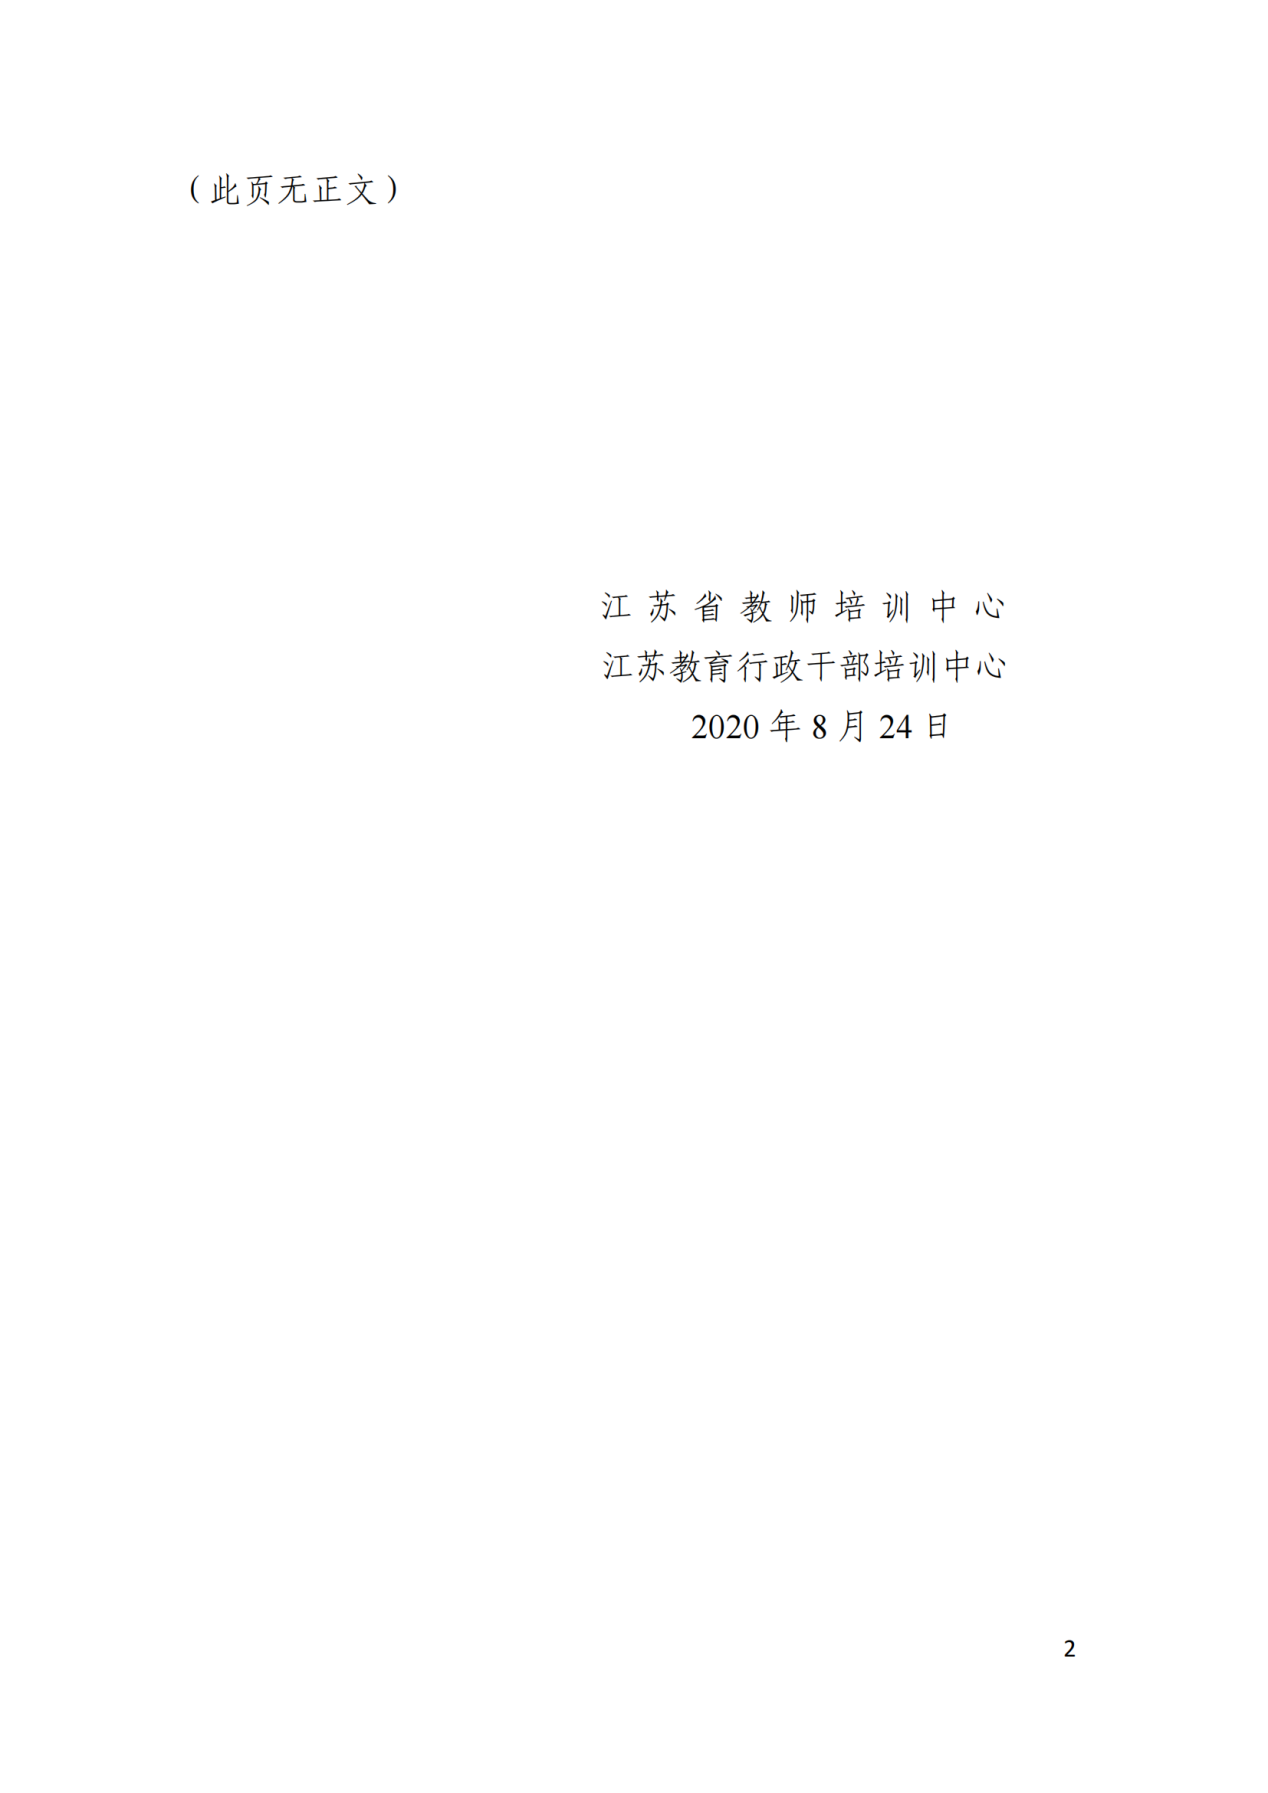 （此页无正文）
江苏省教师培训中心
江苏教育行政干部培训中心
2020 年 8 月 24 日
2